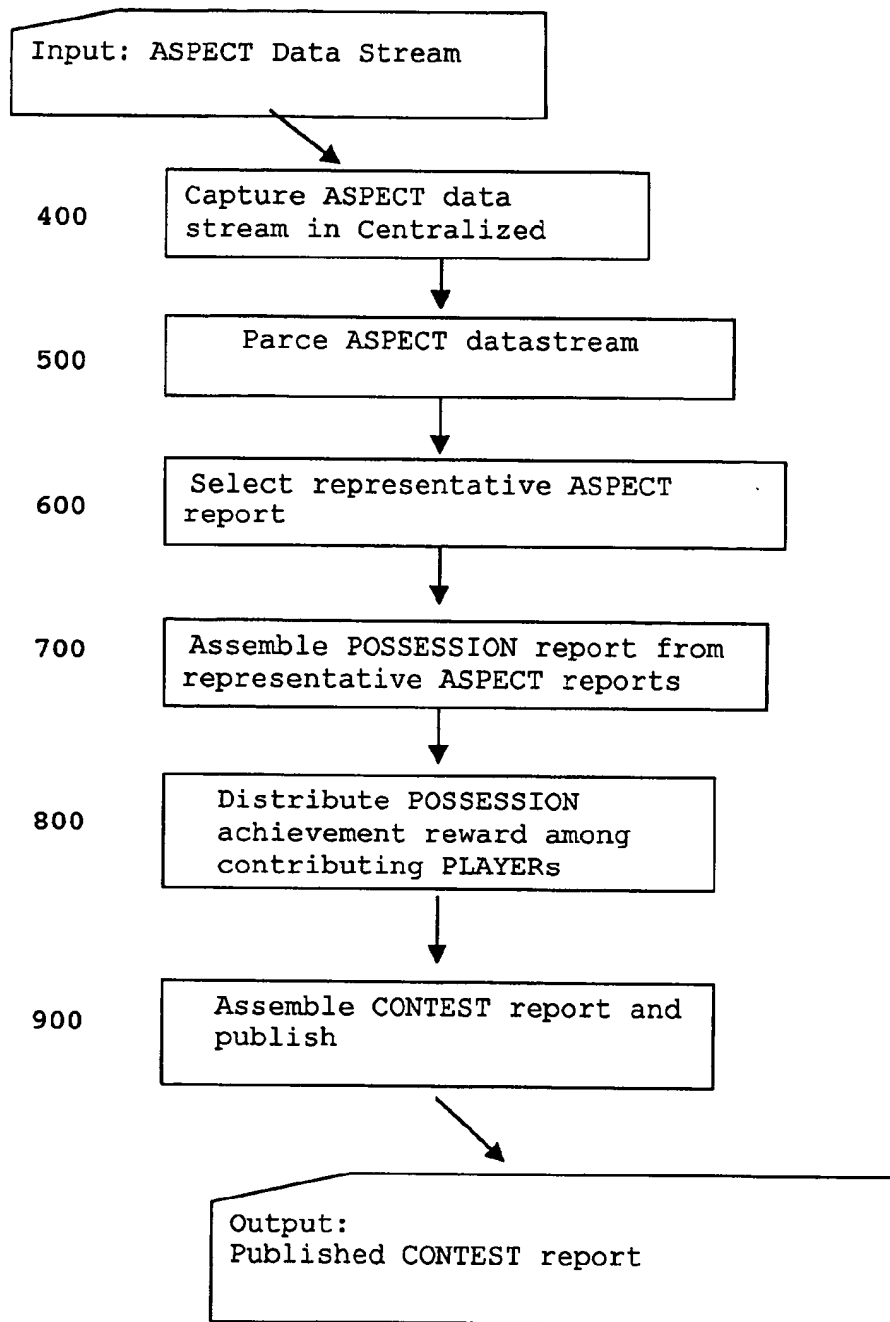 Input: ASPECT Data Stream
400
Capture ASPECT data
stream in Centralized
500
Parce ASPECT datastream
600
Select representative ASPECT
report
700
Assemble POSSESSION report from
representative ASPECT reports
800
Distribute POSSESSION
achievement reward among
contributing PLAYERs
900
Assemble CONTEST report and
publish
Output:
Published CONTEST report